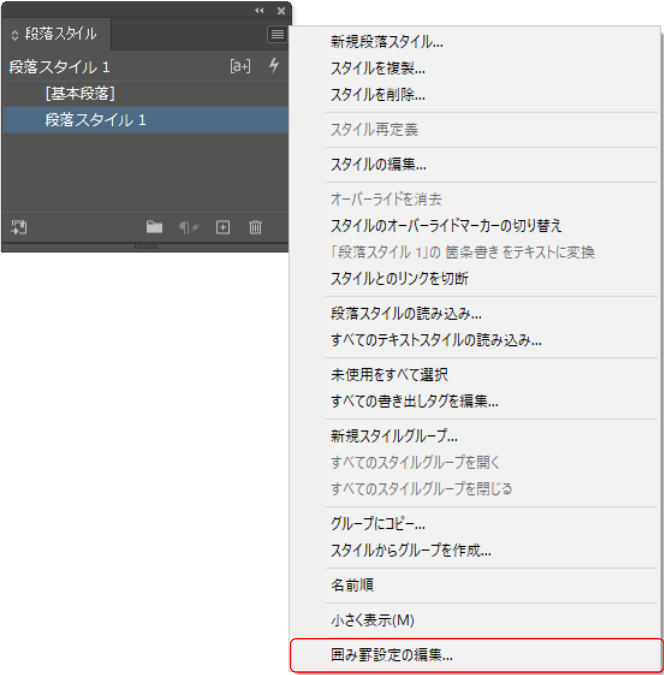 段落スタイル
段落スタイル 1
[a+]
[基本段落]
段落スタイル 1
新規段落スタイル...
スタイルを複製...
スタイルを削除...
スタイル再定義
スタイルの編集...
オーバーライドを消去
スタイルのオーバーライドマーカーの切り替え
「段落スタイル 1」の 箇条書き をテキストに変換
スタイルとのリンクを切断
段落スタイルの読み込み...
すべてのテキストスタイルの読み込み...
未使用をすべて選択
すべての書き出しタグを編集...
新規スタイルグループ...
すべてのスタイルグループを開く
すべてのスタイルグループを閉じる
グループにコピー...
スタイルからグループを作成...
名前順
小さく表示(M)
囲み罫設定の編集...